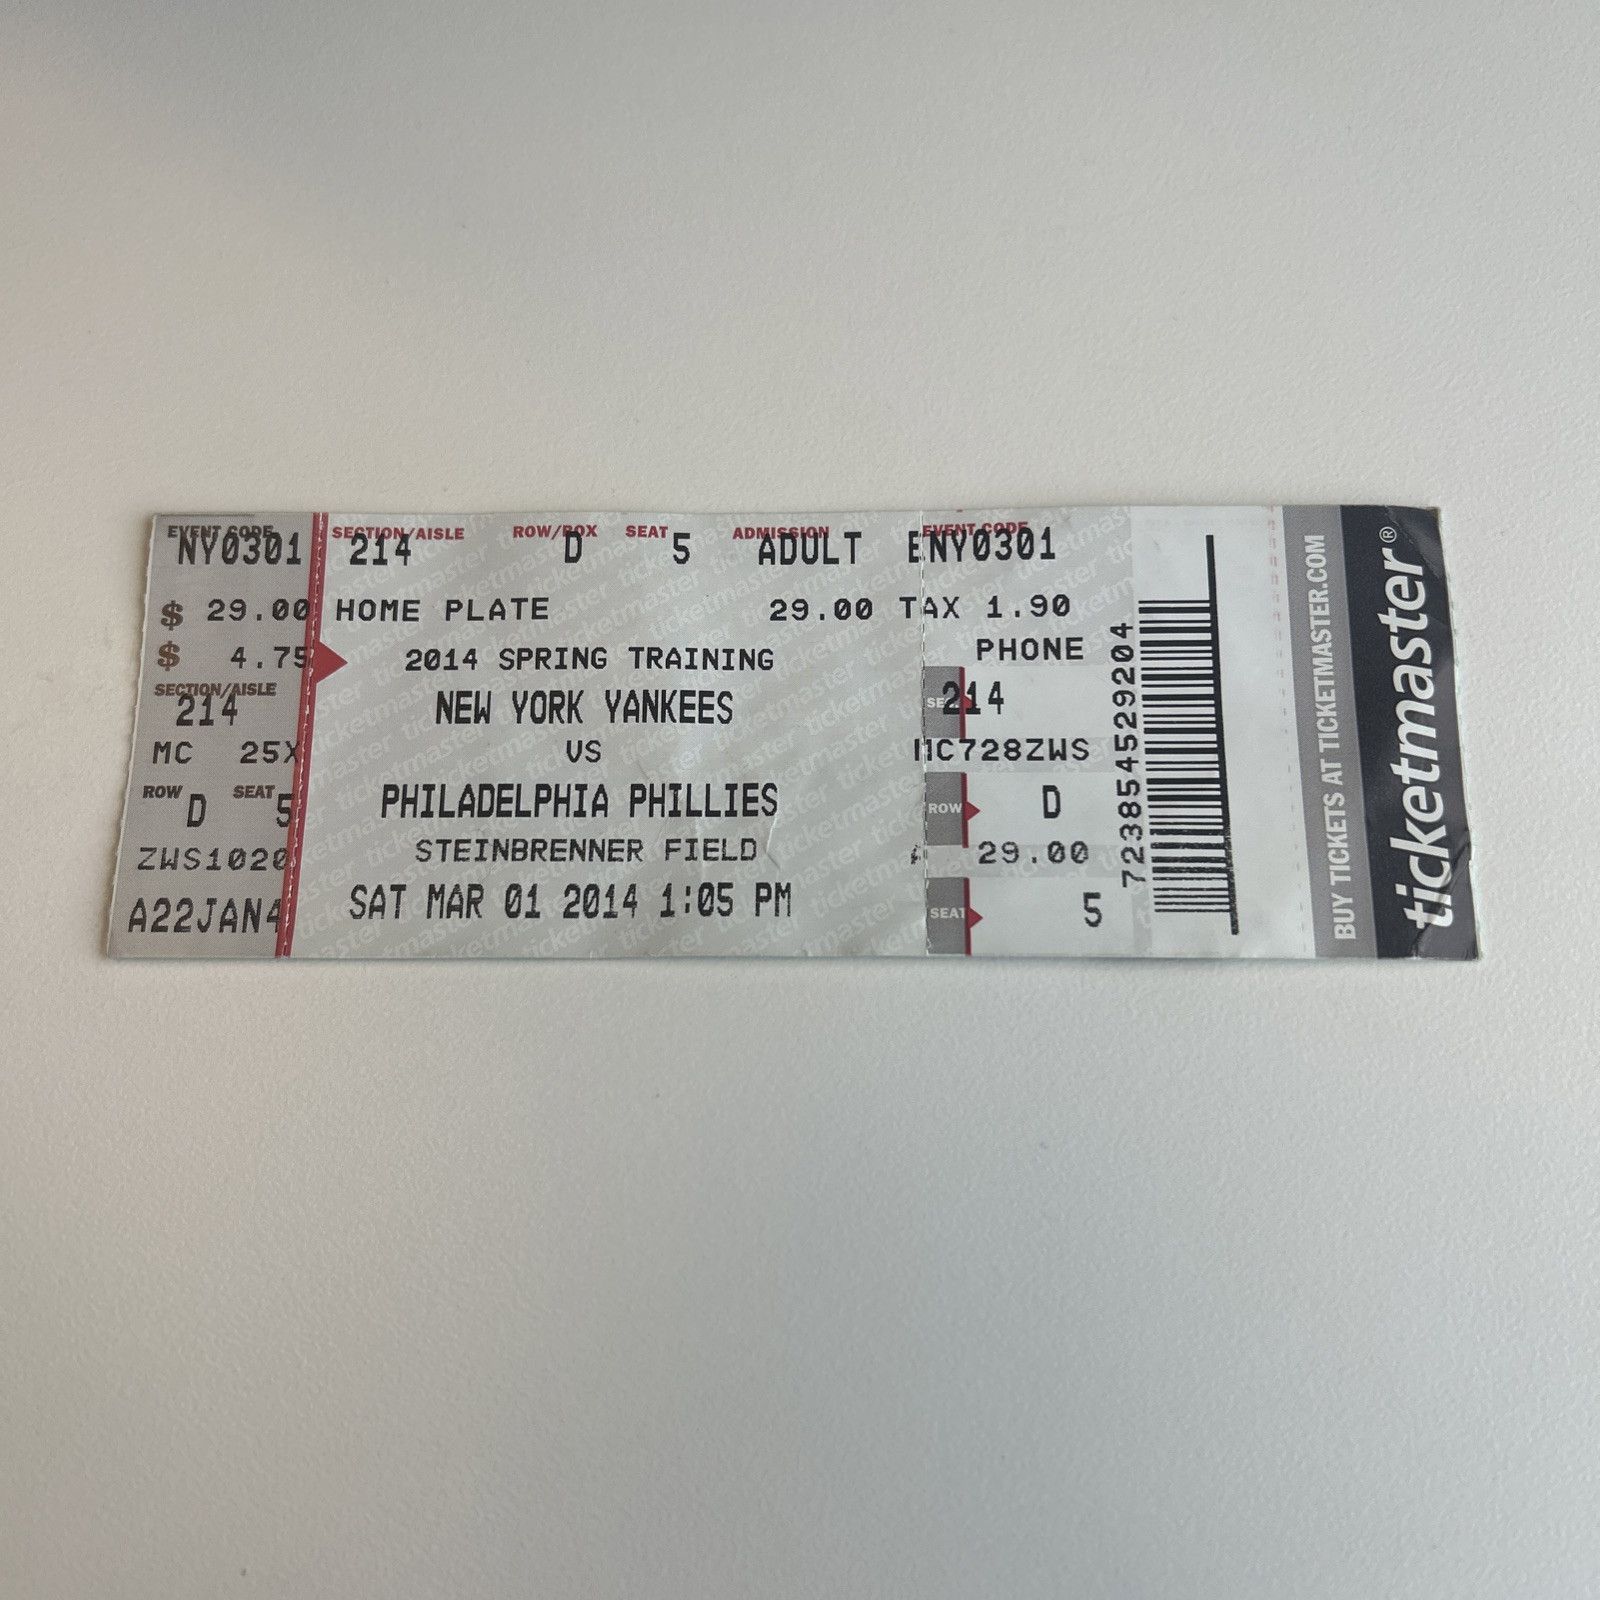 EVENT CODE
NY0301
$ 29.00
$ 4.75
SECTION/AISLE
214
MC 25X
ROW SEAT
D 5
ZWS1020
A22JAN4
SECTION/AISLE ROW/BOX SEAT ADMISSION
214 D 5 ADULT
HOME PLATE 29.00 TAX 1.90
2014 SPRING TRAINING
NEW YORK YANKEES
VS
PHILADELPHIA PHILLIES
STEINBRENNER FIELD
SAT MAR 01 2014 1:05 PM
EVENT CODE
ENY0301
PHONE
214
MC728ZWS
ROW D
A 29.00
SEAT 5
7238545529204
BUY TICKETS AT TICKETMASTER.COM
ticketmaster®